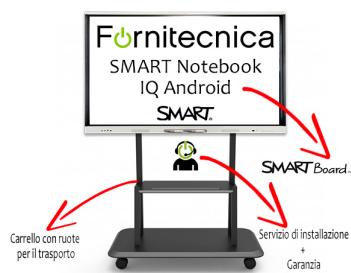 Fornitecnica
SMART Notebook
IQ Android
SMART
SMART Board
Carrello con ruote
per il trasporto
Servizio di installazione
+
Garanzia